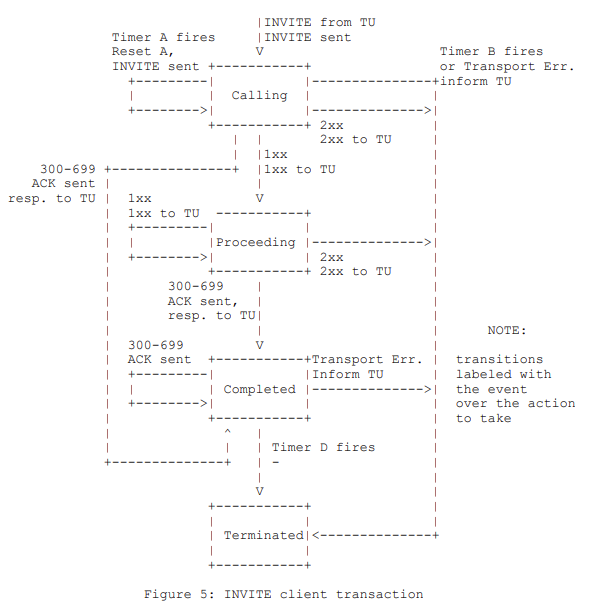 INVITE from TU
Timer A fires INVITE sent
Reset A, Timer B fires
INVITE sent or Transport Err.
inform TU
Calling
2xx
2xx to TU
1xx
300-699 1xx to TU
ACK sent
resp. to TU 1xx
1xx to TU
Proceeding
2xx
2xx to TU
300-699
ACK sent,
resp. to TU
NOTE:
300-699
ACK sent Transport Err. transitions
Inform TU labeled with
Completed the event
over the action
to take
Timer D fires
-
Terminated
Figure 5: INVITE client transaction